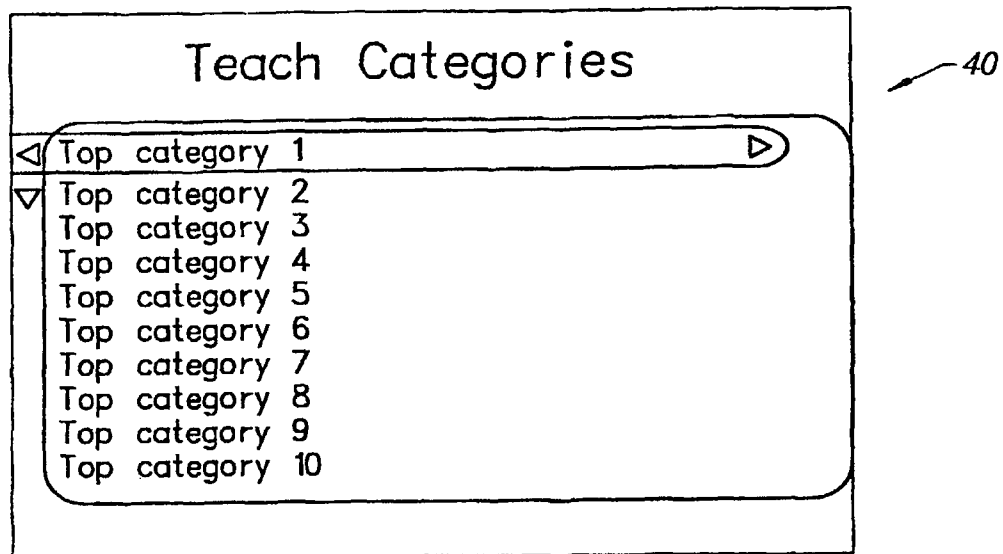 Teach Categories
40
Top category 1
Top category 2
Top category 3
Top category 4
Top category 5
Top category 6
Top category 7
Top category 8
Top category 9
Top category 10